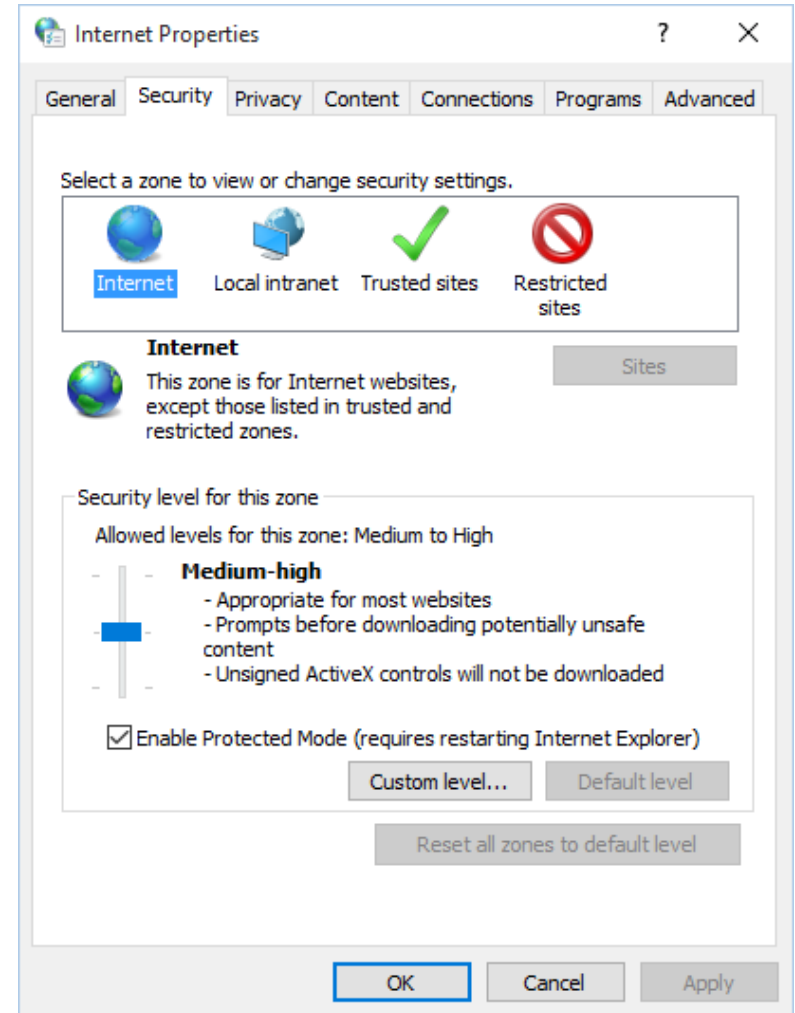 Internet Properties
?
General Security Privacy Content Connections Programs Advanced
Select a zone to view or change security settings.
Internet Local intranet Trusted sites Restricted
sites
Internet
Sites
This zone is for Internet websites,
except those listed in trusted and
restricted zones.
Security level for this zone
Allowed levels for this zone: Medium to High
Medium-high
- Appropriate for most websites
- Prompts before downloading potentially unsafe
content
- Unsigned ActiveX controls will not be downloaded
Enable Protected Mode (requires restarting Internet Explorer)
Custom level... Default level
Reset all zones to default level
OK Cancel Apply